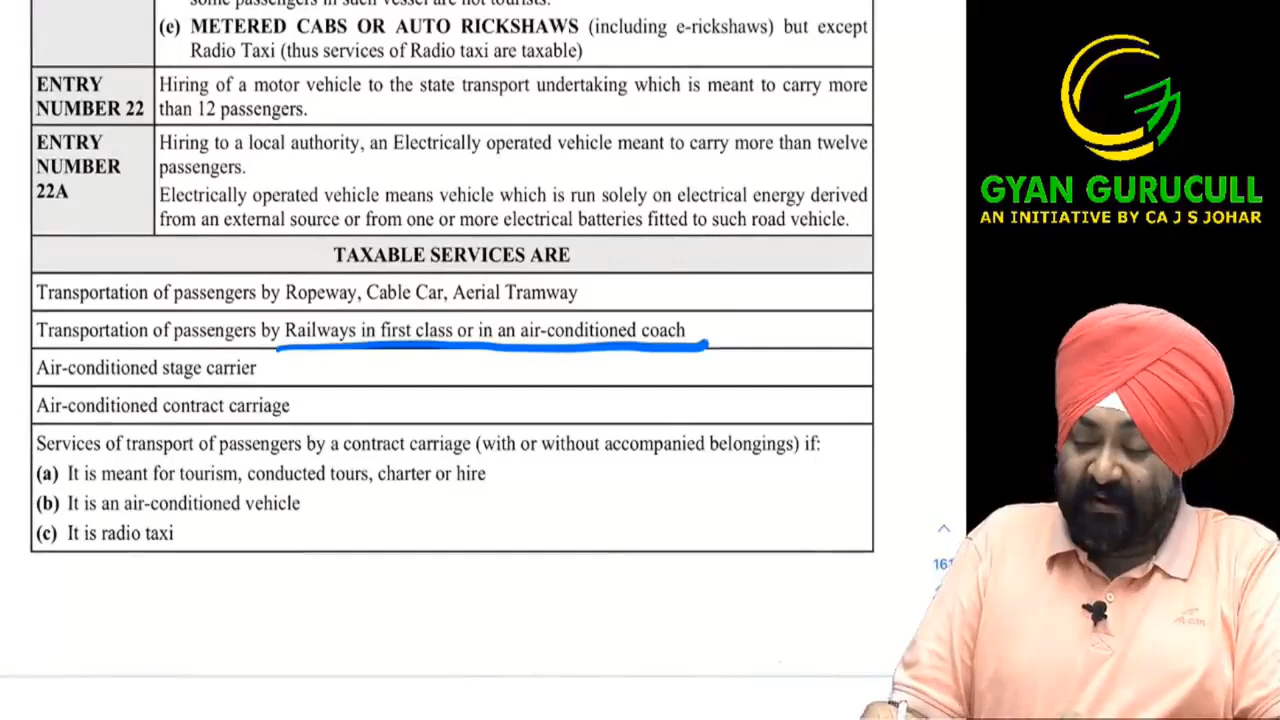 some passengers in such vessel are not tourists.
(e) METERED CABS OR AUTO RICKSHAWS (including e-rickshaws) but except
Radio Taxi (thus services of Radio taxi are taxable)
ENTRY
NUMBER 22
Hiring of a motor vehicle to the state transport undertaking which is meant to carry more
than 12 passengers.
ENTRY
NUMBER
22A
Hiring to a local authority, an Electrically operated vehicle meant to carry more than twelve
passengers.
Electrically operated vehicle means vehicle which is run solely on electrical energy derived
from an external source or from one or more electrical batteries fitted to such road vehicle.
TAXABLE SERVICES ARE
Transportation of passengers by Ropeway, Cable Car, Aerial Tramway
Transportation of passengers by Railways in first class or in an air-conditioned coach
Air-conditioned stage carrier
Air-conditioned contract carriage
Services of transport of passengers by a contract carriage (with or without accompanied belongings) if:
(a) It is meant for tourism, conducted tours, charter or hire
(b) It is an air-conditioned vehicle
(c) It is radio taxi
GYAN GURUCULL
AN INITIATIVE BY CA J S JOHAR